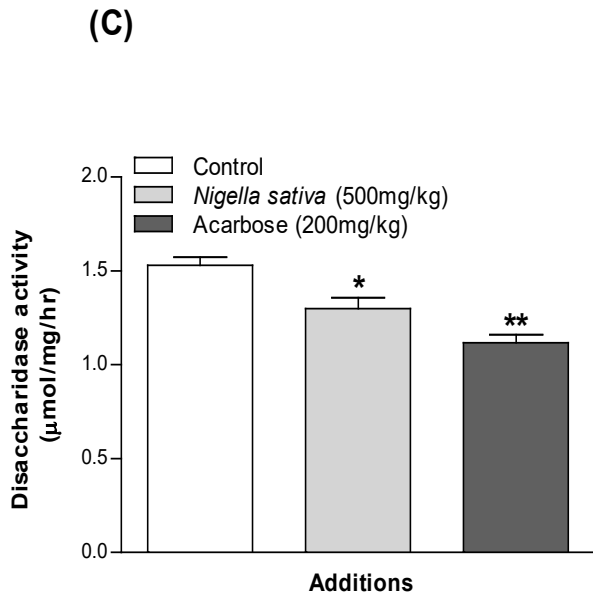 (C)
Control
Nigella sativa (500mg/kg)
Acarbose (200mg/kg)
Disaccharidase activity
(μmol/mg/hr)
2.0
1.5
1.0
0.5
0.0
*
**
Additions